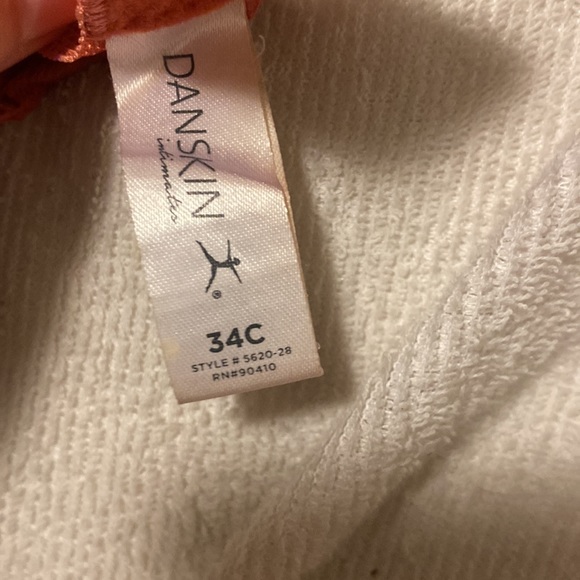 DANSKIN
intimates
®
34C
STYLE # 5620-28
RN#90410